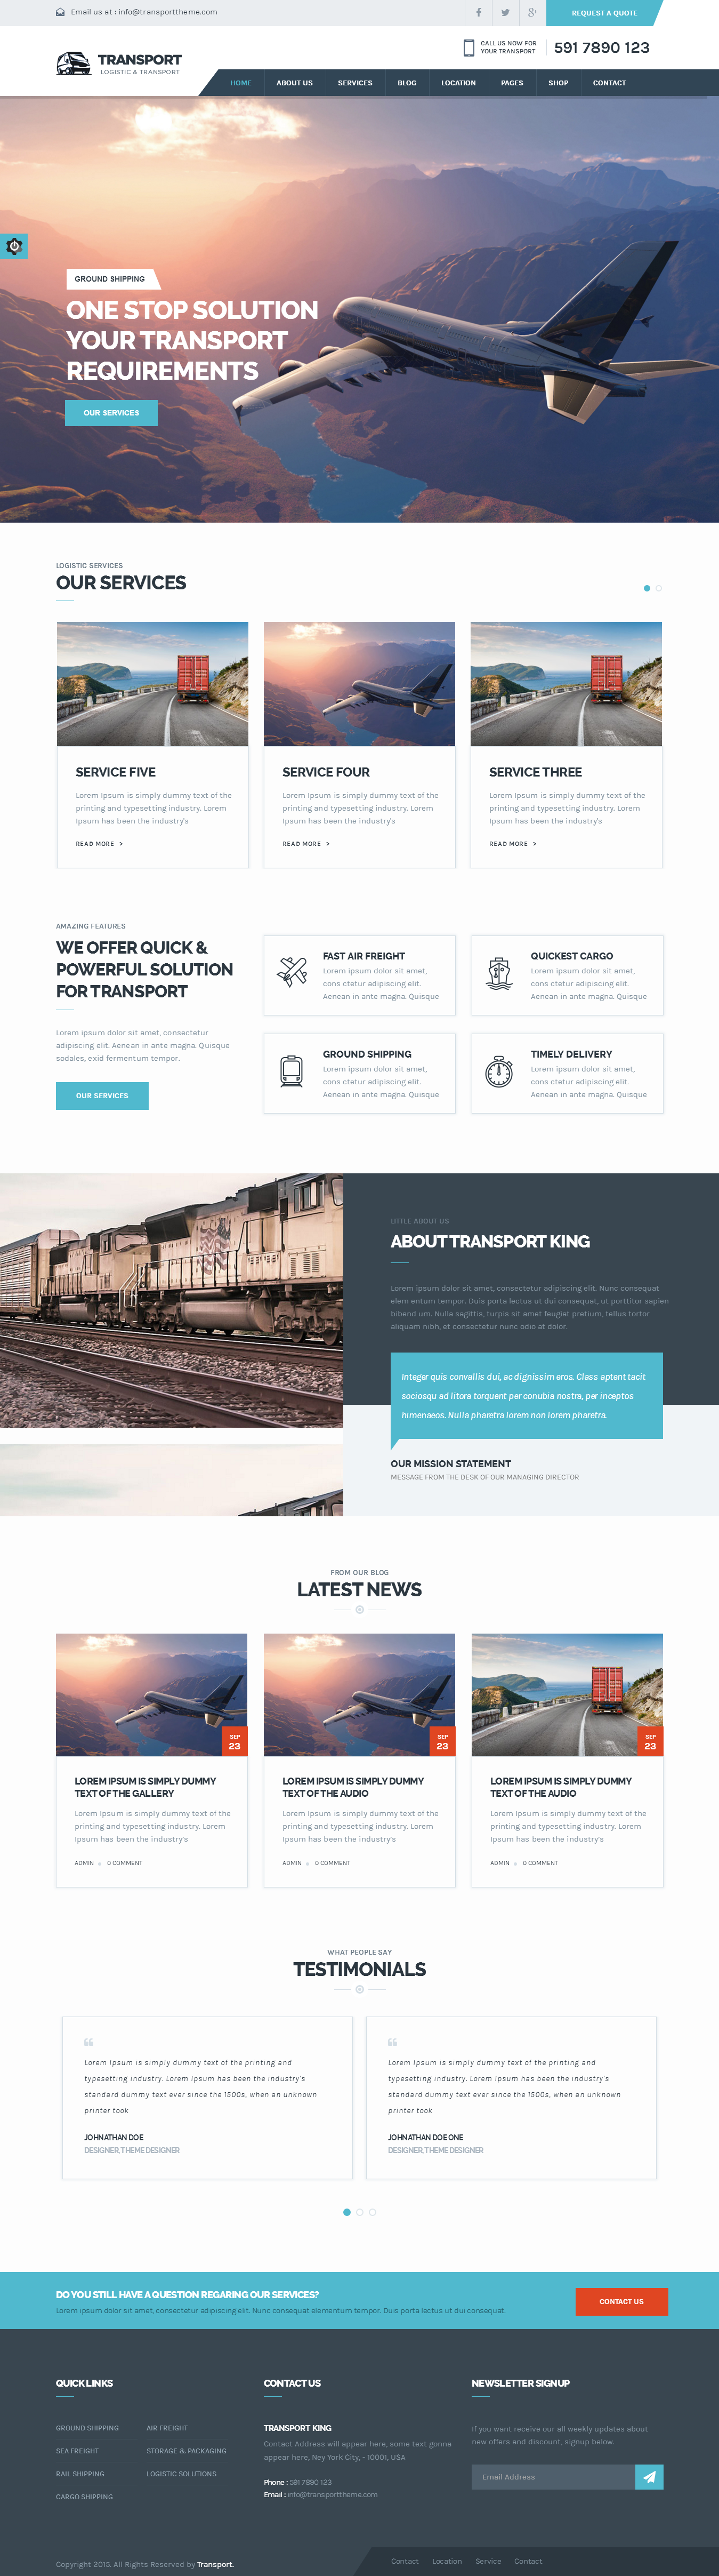 Email us at : info@transporttheme.com
REQUEST A QUOTE
TRANSPORT
LOGISTIC & TRANSPORT
CALL US NOW FOR
YOUR TRANSPORT
591 7890 123
HOME ABOUT US SERVICES BLOG LOCATION PAGES SHOP CONTACT
GROUND SHIPPING
ONE STOP SOLUTION
YOUR TRANSPORT
REQUIREMENTS
OUR SERVICES
LOGISTIC SERVICES
OUR SERVICES
SERVICE FIVE
Lorem Ipsum is simply dummy text of the
printing and typesetting industry. Lorem
Ipsum has been the industry's
READ MORE >
SERVICE FOUR
Lorem Ipsum is simply dummy text of the
printing and typesetting industry. Lorem
Ipsum has been the industry's
READ MORE >
SERVICE THREE
Lorem Ipsum is simply dummy text of the
printing and typesetting industry. Lorem
Ipsum has been the industry's
READ MORE >
AMAZING FEATURES
WE OFFER QUICK &
POWERFUL SOLUTION
FOR TRANSPORT
Lorem ipsum dolor sit amet, consectetur
adipiscing elit. Aenean in ante magna. Quisque
sodales, exid fermentum tempor.
OUR SERVICES
FAST AIR FREIGHT
Lorem ipsum dolor sit amet,
cons ctetur adipiscing elit.
Aenean in ante magna. Quisque
QUICKEST CARGO
Lorem ipsum dolor sit amet,
cons ctetur adipiscing elit.
Aenean in ante magna. Quisque
GROUND SHIPPING
Lorem ipsum dolor sit amet,
cons ctetur adipiscing elit.
Aenean in ante magna. Quisque
TIMELY DELIVERY
Lorem ipsum dolor sit amet,
cons ctetur adipiscing elit.
Aenean in ante magna. Quisque
LITTLE ABOUT US
ABOUT TRANSPORT KING
Lorem ipsum dolor sit amet, consectetur adipiscing elit. Nunc consequat
elem entum tempor. Duis porta lectus ut dui consequat, ut porttitor sapien
bibend um. Nulla sagittis, turpis sit amet feugiat pretium, tellus tortor
aliquam nibh, et consectetur nunc odio at dolor.
Integer quis convallis dui, ac dignissim eros. Class aptent tacit
sociosqu ad litora torquent per conubia nostra, per inceptos
himenaeos. Nulla pharetra lorem non lorem pharetra.
OUR MISSION STATEMENT
MESSAGE FROM THE DESK OF OUR MANAGING DIRECTOR
FROM OUR BLOG
LATEST NEWS
SEP
23
LOREM IPSUM IS SIMPLY DUMMY
TEXT OF THE GALLERY
Lorem Ipsum is simply dummy text of the
printing and typesetting industry. Lorem
Ipsum has been the industry's
ADMIN 0 COMMENT
SEP
23
LOREM IPSUM IS SIMPLY DUMMY
TEXT OF THE AUDIO
Lorem Ipsum is simply dummy text of the
printing and typesetting industry. Lorem
Ipsum has been the industry's
ADMIN 0 COMMENT
SEP
23
LOREM IPSUM IS SIMPLY DUMMY
TEXT OF THE AUDIO
Lorem Ipsum is simply dummy text of the
printing and typesetting industry. Lorem
Ipsum has been the industry's
ADMIN 0 COMMENT
WHAT PEOPLE SAY
TESTIMONIALS
Lorem Ipsum is simply dummy text of the printing and
typesetting industry. Lorem Ipsum has been the industry's
standard dummy text ever since the 1500s, when an unknown
printer took
JOHNATHAN DOE
DESIGNER, THEME DESIGNER
Lorem Ipsum is simply dummy text of the printing and
typesetting industry. Lorem Ipsum has been the industry's
standard dummy text ever since the 1500s, when an unknown
printer took
JOHNATHAN DOE ONE
DESIGNER, THEME DESIGNER
DO YOU STILL HAVE A QUESTION REGARING OUR SERVICES?
Lorem ipsum dolor sit amet, consectetur adipiscing elit. Nunc consequat elementum tempor. Duis porta lectus ut dui consequat.
CONTACT US
QUICK LINKS
GROUND SHIPPING AIR FREIGHT
SEA FREIGHT STORAGE & PACKAGING
RAIL SHIPPING LOGISTIC SOLUTIONS
CARGO SHIPPING
CONTACT US
TRANSPORT KING
Contact Address will appear here, some text gonna
appear here, Ney York City, - 10001, USA
Phone : 591 7890 123
Email : info@transporttheme.com
NEWSLETTER SIGNUP
If you want receive our all weekly updates about
new offers and discount, signup below.
Email Address
Copyright 2015. All Rights Reserved by Transport.
Contact Location Service Contact